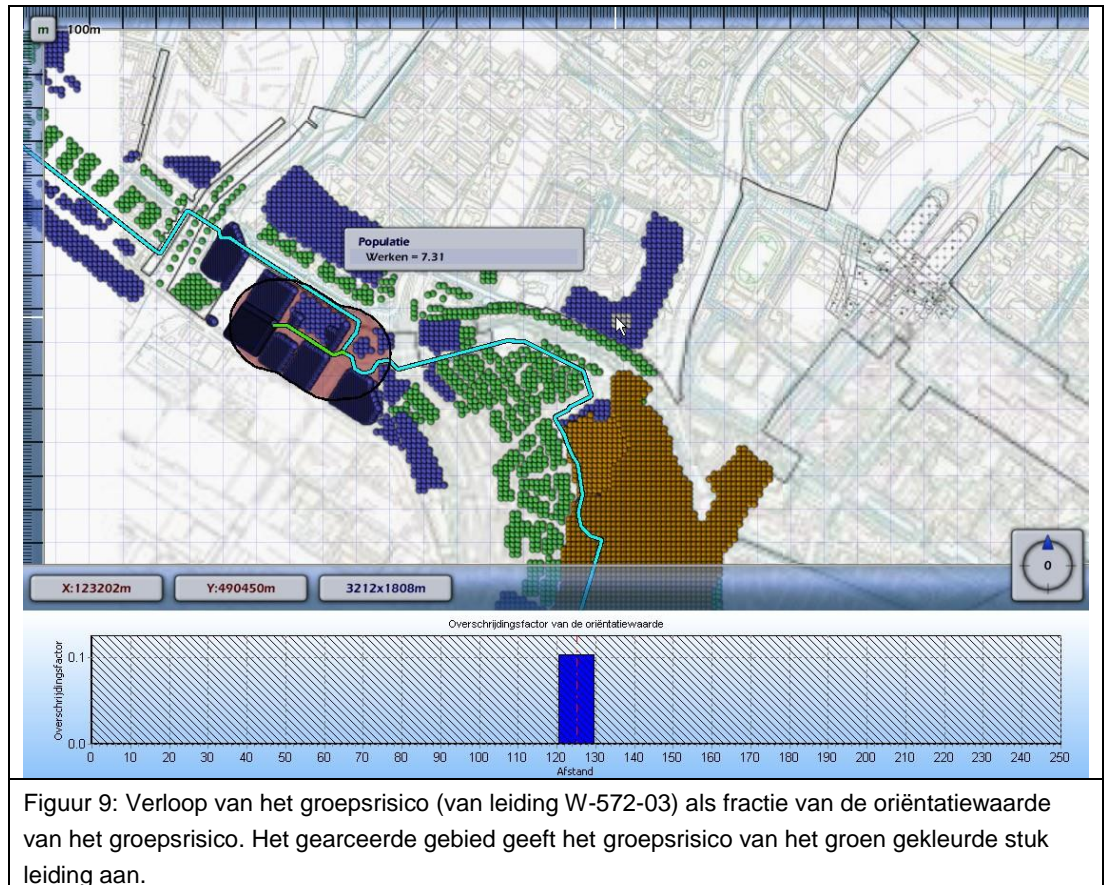 m
100m
Populatie
Werken = 7.31
X:123202m
Y:490450m
3212x1808m
0
Overschrijdingsfactor van de oriëntatiewaarde
Overschrijdingsfactor
0.1
0.0
0 10 20 30 40 50 60 70 80 90 100 110 120 130 140 150 160 170 180 190 200 210 220 230 240 250
Afstand
Figuur 9: Verloop van het groepsrisico (van leiding W-572-03) als fractie van de oriëntatiewaarde
van het groepsrisico. Het gearceerde gebied geeft het groepsrisico van het groen gekleurde stuk
leiding aan.